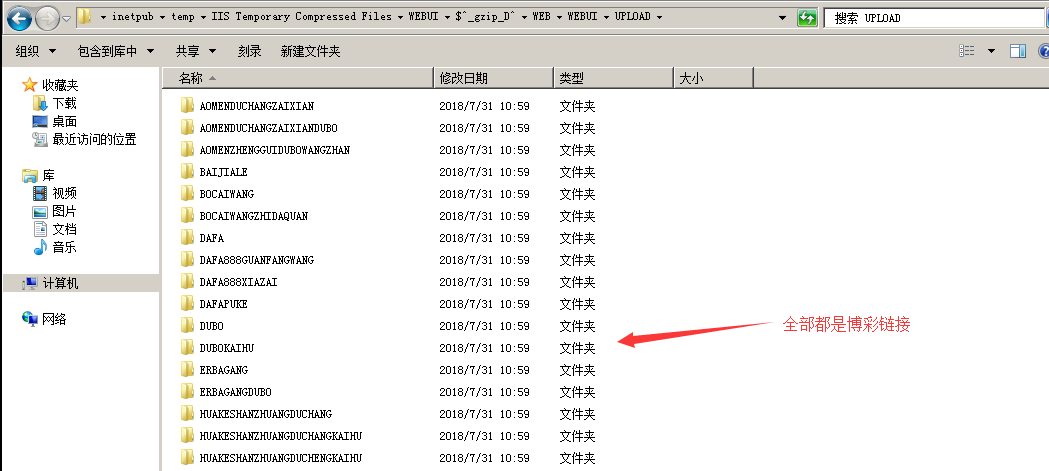 inetpub ▸ temp ▸ IIS Temporary Compressed Files ▸ WEBUI ▸ $^_gzip_D^ ▸ WEB ▸ WEBUI ▸ UPLOAD ▸ 搜索 UPLOAD
组织 包含到库中 共享 刻录 新建文件夹
收藏夹
下载
桌面
最近访问的位置
库
视频
图片
文档
音乐
计算机
网络
名称 修改日期 类型 大小
AOMENDUCHANGZAIXIAN 2018/7/31 10:59 文件夹
AOMENDUCHANGZAIXIANDUBO 2018/7/31 10:59 文件夹
AOMENZHENGGUIDUBOWANGZHAN 2018/7/31 10:59 文件夹
BAIJIALE 2018/7/31 10:59 文件夹
BOCAIWANG 2018/7/31 10:59 文件夹
BOCAIWANGZHIDAQUAN 2018/7/31 10:59 文件夹
DAFA 2018/7/31 10:59 文件夹
DAFA888GUANFANGWANG 2018/7/31 10:59 文件夹
DAFA888XIAZAI 2018/7/31 10:59 文件夹
DAFAPUKE 2018/7/31 10:59 文件夹
DUBO 2018/7/31 10:59 文件夹
DUBOKAIHU 2018/7/31 10:59 文件夹
ERBAGANG 2018/7/31 10:59 文件夹
ERBAGANGDUBO 2018/7/31 10:59 文件夹
HUAKESHANZHUANGDUCHANG 2018/7/31 10:59 文件夹
HUAKESHANZHUANGDUCHANGKAIHU 2018/7/31 10:59 文件夹
HUAKESHANZHUANGDUCHENGKAIHU 2018/7/31 10:59 文件夹
全部都是博彩链接